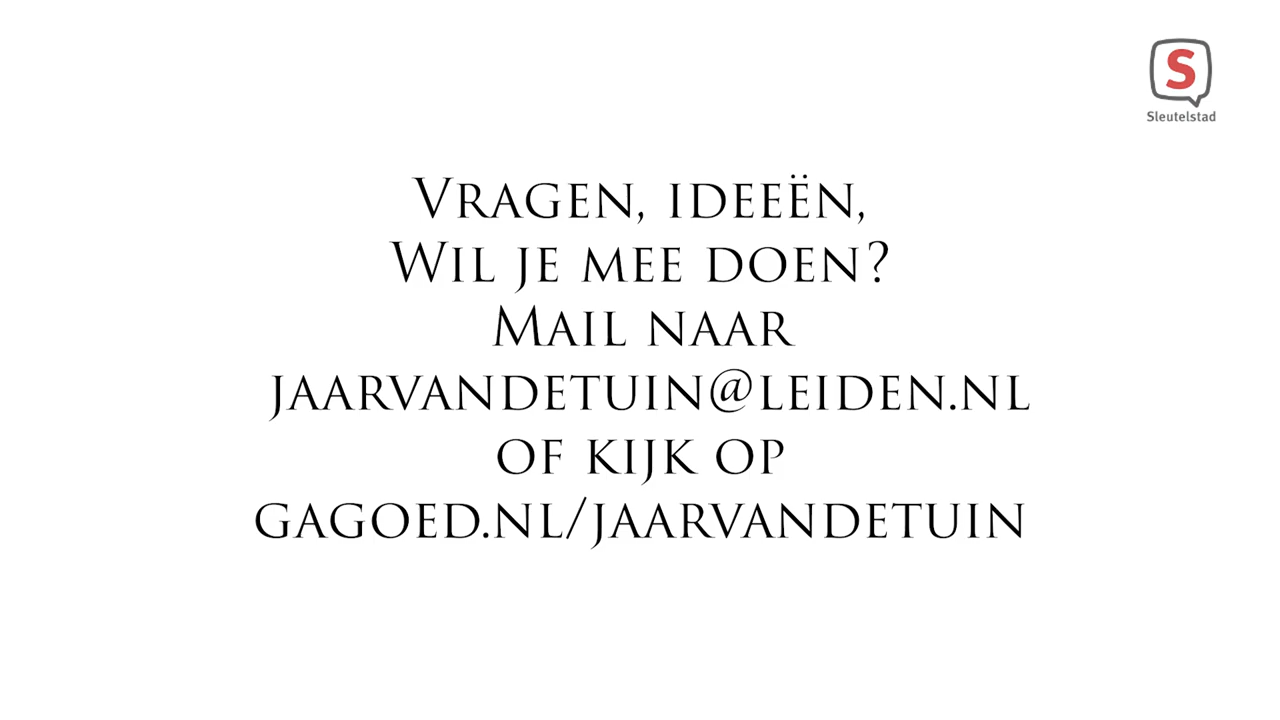 S
Sleutelstad
Vragen, ideeën,
Wil je mee doen?
Mail naar
jaarvandetuin@leiden.nl
of kijk op
gagoed.nl/jaarvandetuin